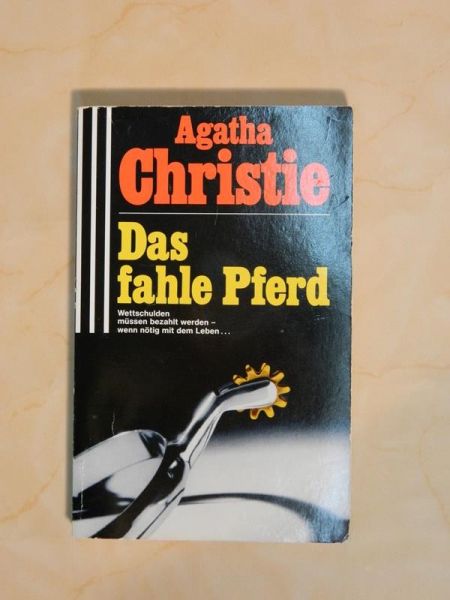 Agatha
Christie
Das
fahle Pferd
Wettschulden
müssen bezahlt werden –
wenn nötig mit dem Leben...